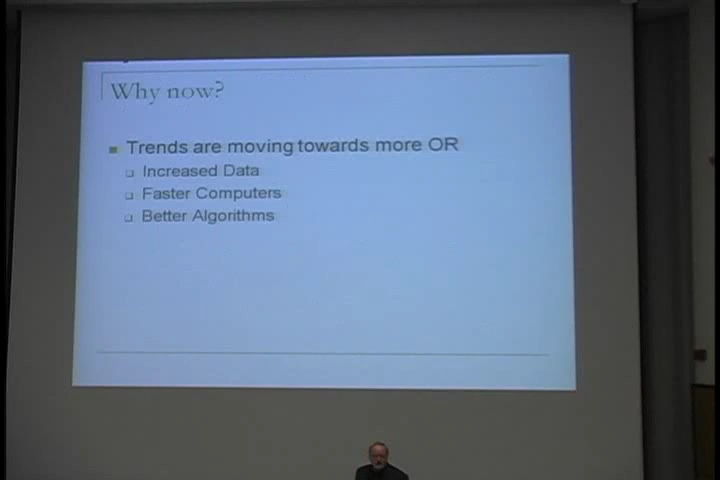 Why now?
Trends are moving towards more OR
Increased Data
Faster Computers
Better Algorithms